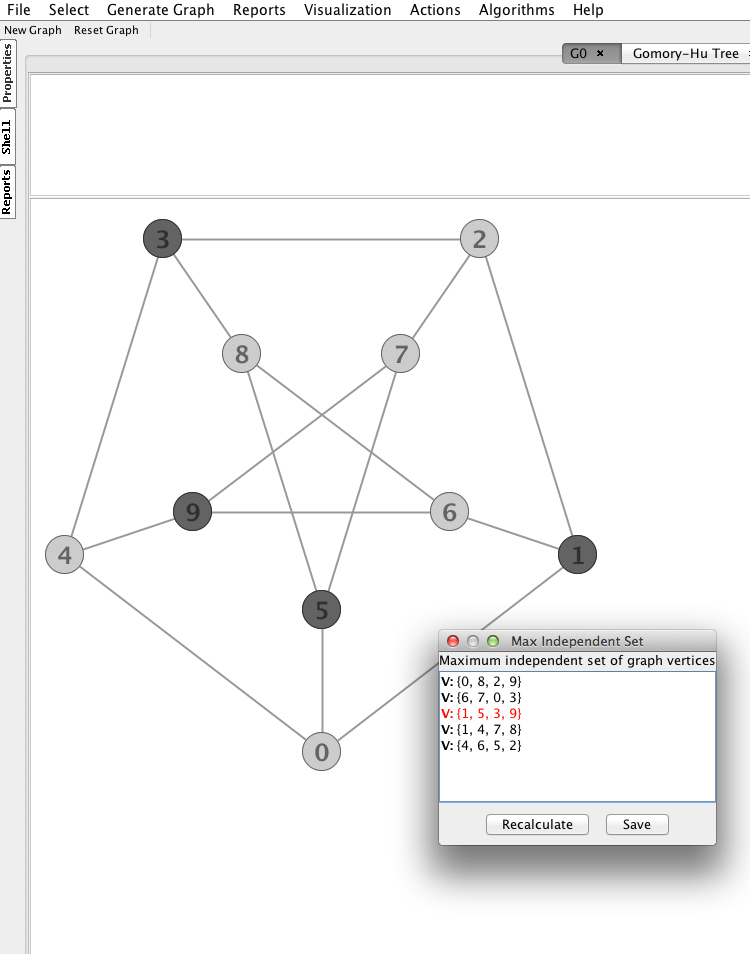 File Select Generate Graph Reports Visualization Actions Algorithms Help
New Graph Reset Graph
G0 × Gomory-Hu Tree
Properties
Shell
Reports
3 2
8 7
9 6
4 1
5
0
Max Independent Set
Maximum independent set of graph vertices
V: {0, 8, 2, 9}
V: {6, 7, 0, 3}
V: {1, 5, 3, 9}
V: {1, 4, 7, 8}
V: {4, 6, 5, 2}
Recalculate Save